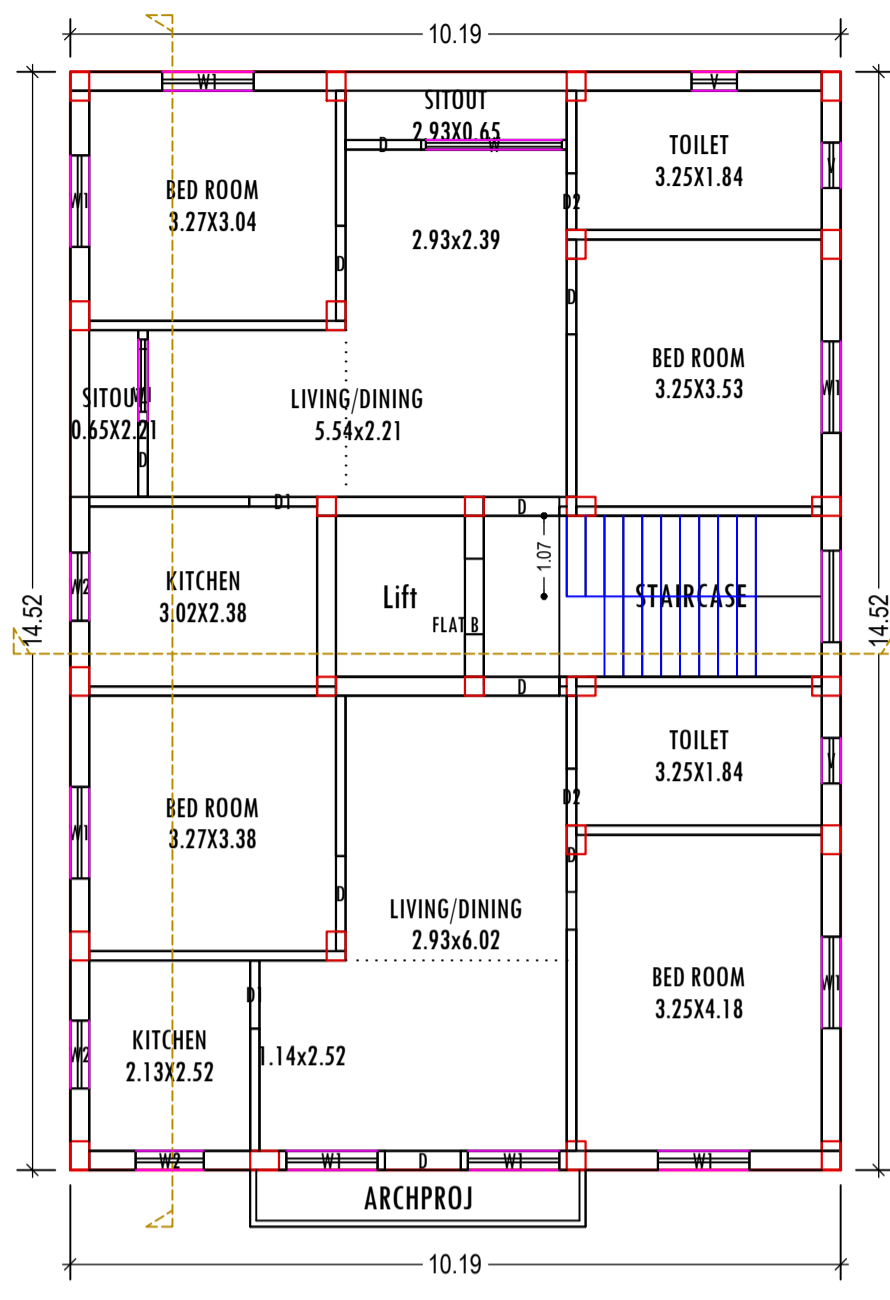 10.19
W1
V
SITOUT
2.93X0.65
D
W
TOILET
3.25X1.84
V
BED ROOM
3.27X3.04
W1
D2
2.93x2.39
D
D
BED ROOM
3.25X3.53
W1
SITOUT
0.65X2.21
LIVING/DINING
5.54x2.21
D
D1
D
1.07
W2
KITCHEN
3.02X2.38
Lift
FLAT B
STAIRCASE
14.52
14.52
D
TOILET
3.25X1.84
V
BED ROOM
3.27X3.38
W1
D2
D
D
LIVING/DINING
2.93x6.02
BED ROOM
3.25X4.18
W1
D1
KITCHEN
2.13X2.52
W2
1.14x2.52
W2
W1
D
W1
W1
ARCHPROJ
10.19